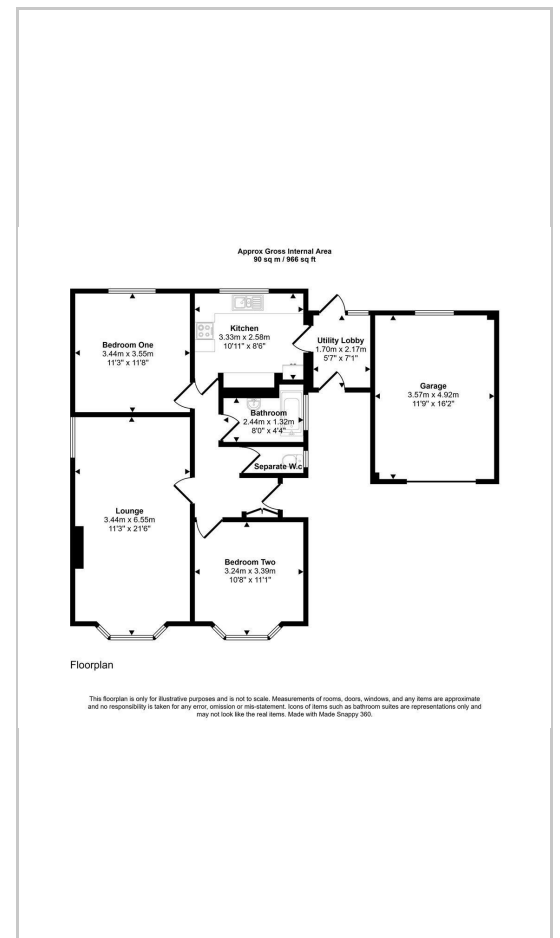 Approx Gross Internal Area
90 sq m / 966 sq ft
Bedroom One
3.44m x 3.55m
11'3" x 11'8"
Kitchen
3.33m x 2.58m
10'11" x 8'6"
Utility Lobby
1.70m x 2.17m
5'7" x 7'1"
Garage
3.57m x 4.92m
11'9" x 16'2"
Bathroom
2.44m x 1.32m
8'0" x 4'4"
Separate W.c
Lounge
3.44m x 6.55m
11'3" x 21'6"
Bedroom Two
3.24m x 3.39m
10'8" x 11'1"
Floorplan
This floorplan is only for illustrative purposes and is not to scale. Measurements of rooms, doors, windows, and any items are approximate
and no responsibility is taken for any error, omission or mis-statement. Icons of items such as bathroom suites are representations only and
may not look like the real items. Made with Made Snappy 360.